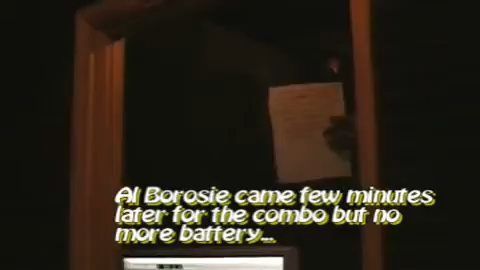 Al Borosie came few minutes
later for the combo but no
more battery...